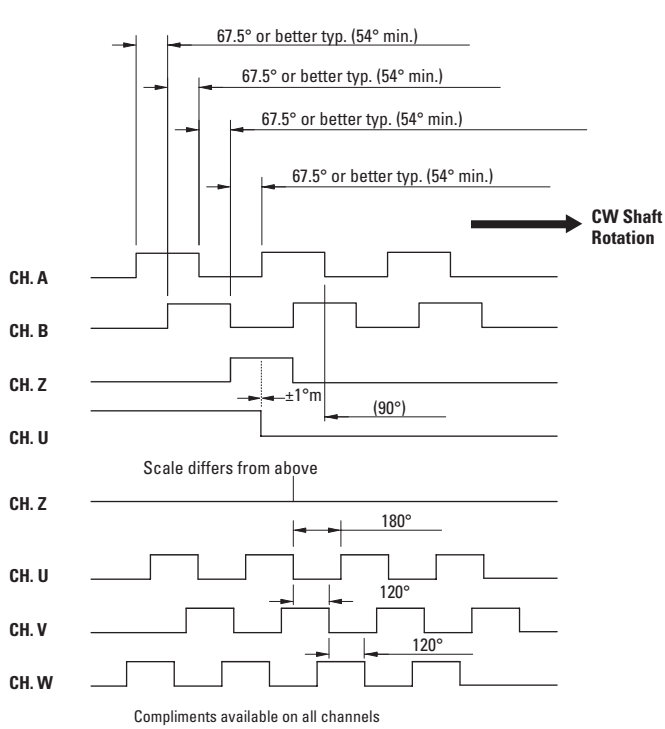 67.5° or better typ. (54° min.)
67.5° or better typ. (54° min.)
67.5° or better typ. (54° min.)
67.5° or better typ. (54° min.)
CW Shaft
Rotation
CH. A
CH. B
CH. Z
±1°m
(90°)
CH. U
Scale differs from above
CH. Z
180°
CH. U
120°
CH. V
120°
CH. W
Compliments available on all channels